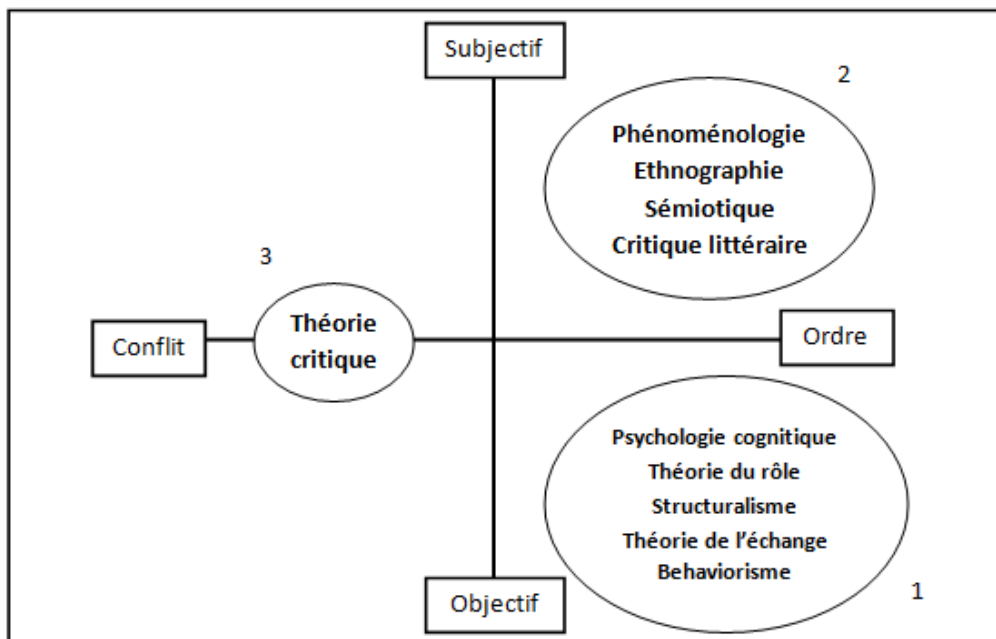 Subjectif
2
Phénoménologie
Ethnographie
Sémiotique
Critique littéraire
3
Théorie
critique
Conflit
Ordre
Psychologie cognitique
Théorie du rôle
Structuralisme
Théorie de l'échange
Behaviorisme
Objectif
1